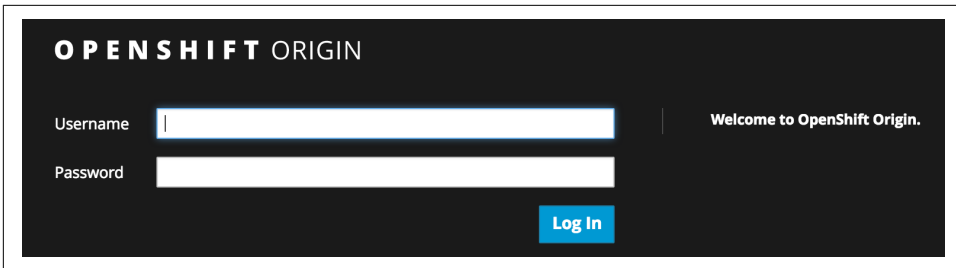 OPENSHIFT ORIGIN
Username
Welcome to OpenShift Origin.
Password
Log In